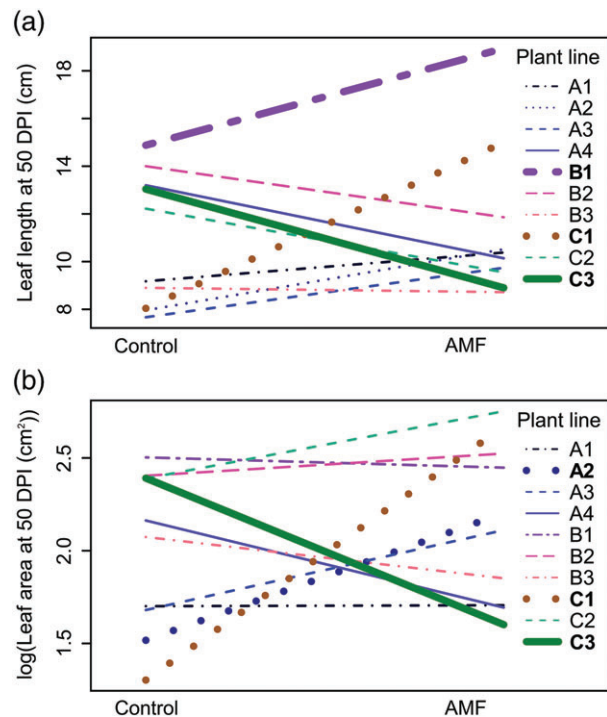 (a)
Leaf length at 50 DPI (cm)
18
14
10
8
Control
AMF
Plant line
A1
A2
A3
A4
B1
B2
B3
C1
C2
C3
(b)
log(Leaf area at 50 DPI (cm²))
2.5
2.0
1.5
Control
AMF
Plant line
A1
A2
A3
A4
B1
B2
B3
C1
C2
C3